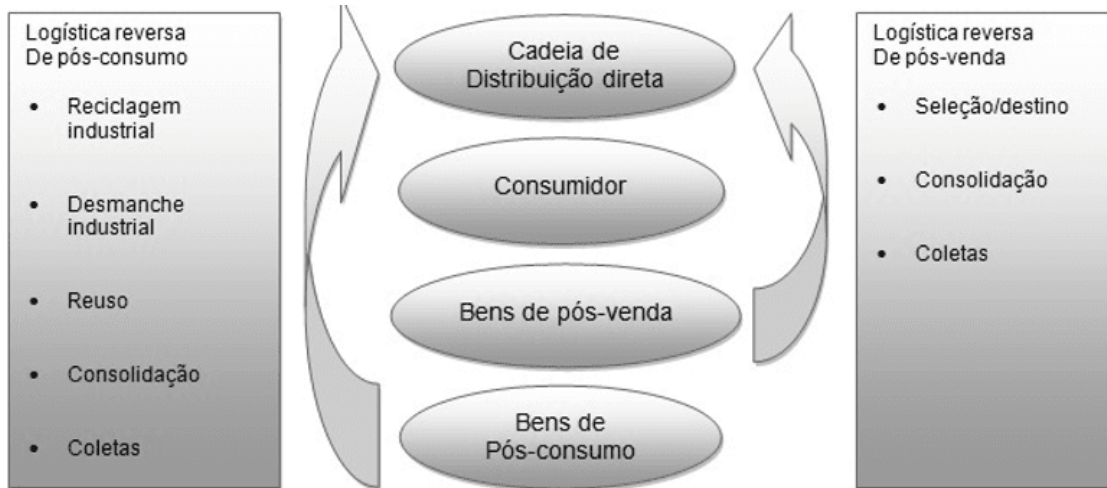 Logística reversa
De pós-consumo
• Reciclagem
industrial
• Desmanche
industrial
• Reuso
• Consolidação
• Coletas
Cadeia de
Distribuição direta
Consumidor
Bens de pós-venda
Bens de
Pós-consumo
Logística reversa
De pós-venda
• Seleção/destino
• Consolidação
• Coletas